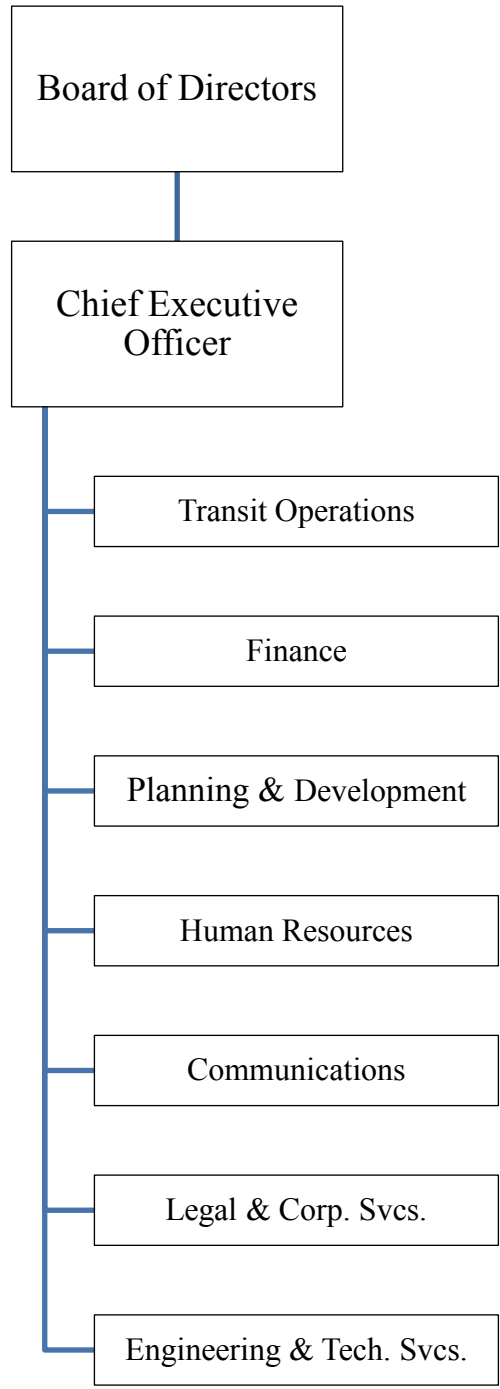 Board of Directors
Chief Executive
Officer
Transit Operations
Finance
Planning & Development
Human Resources
Communications
Legal & Corp. Svcs.
Engineering & Tech. Svcs.